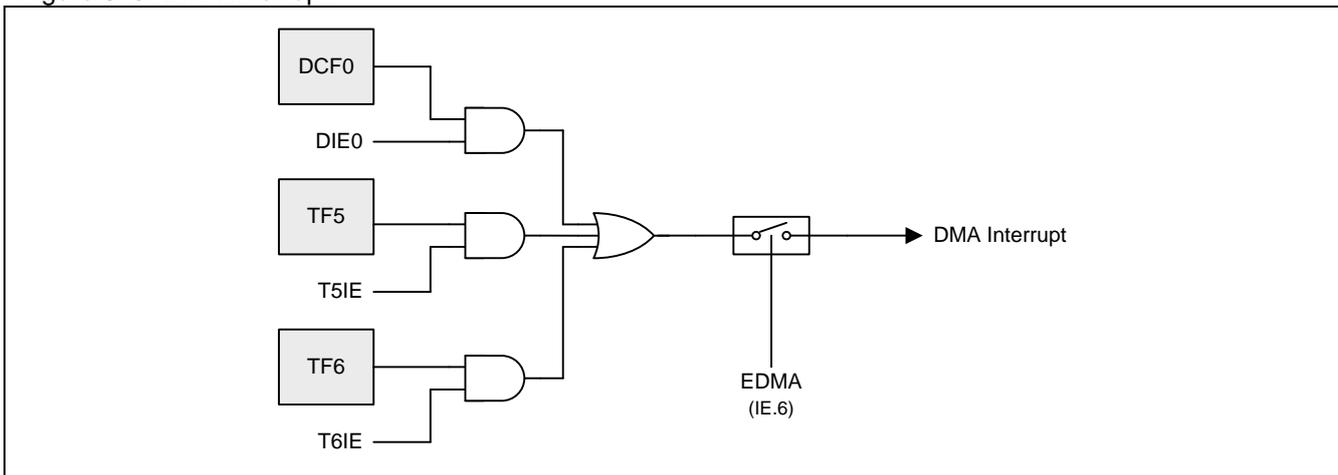 DCF0
DIE0
TF5
T5IE
DMA Interrupt
TF6
EDMA
(IE.6)
T6IE